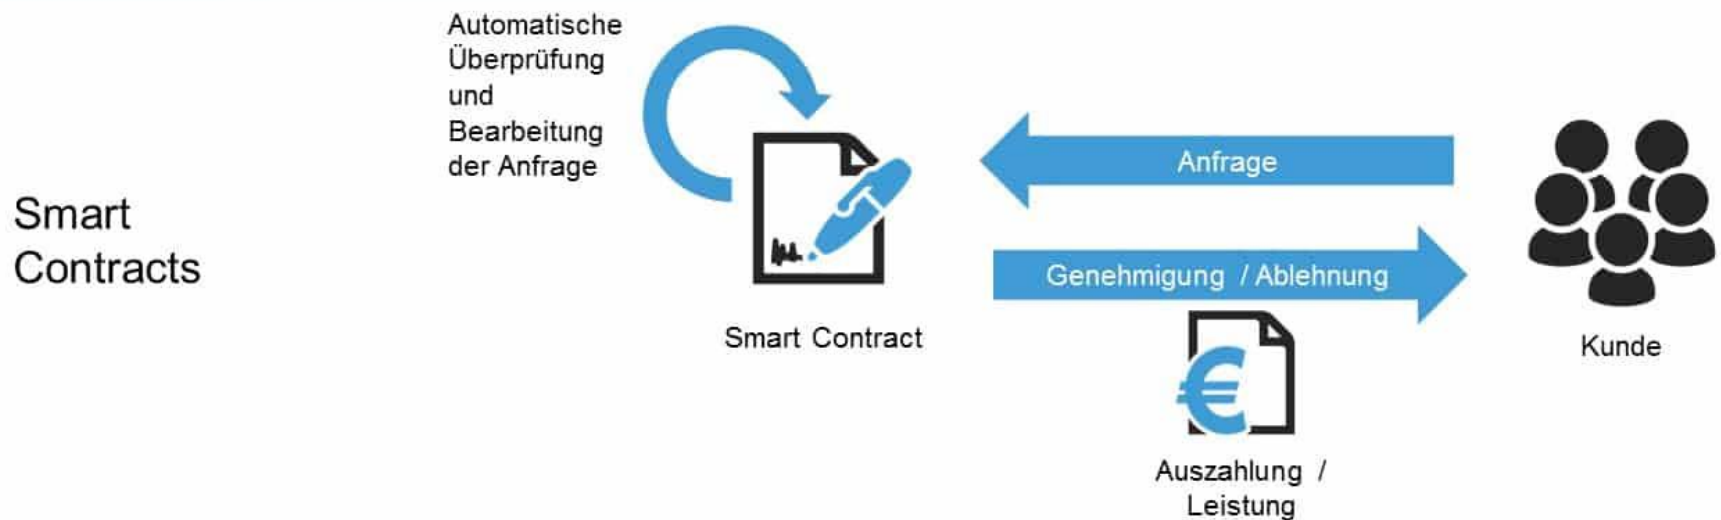 Smart
Contracts
Automatische
Überprüfung
und
Bearbeitung
der Anfrage
Smart Contract
Anfrage
Genehmigung / Ablehnung
Auszahlung /
Leistung
Kunde